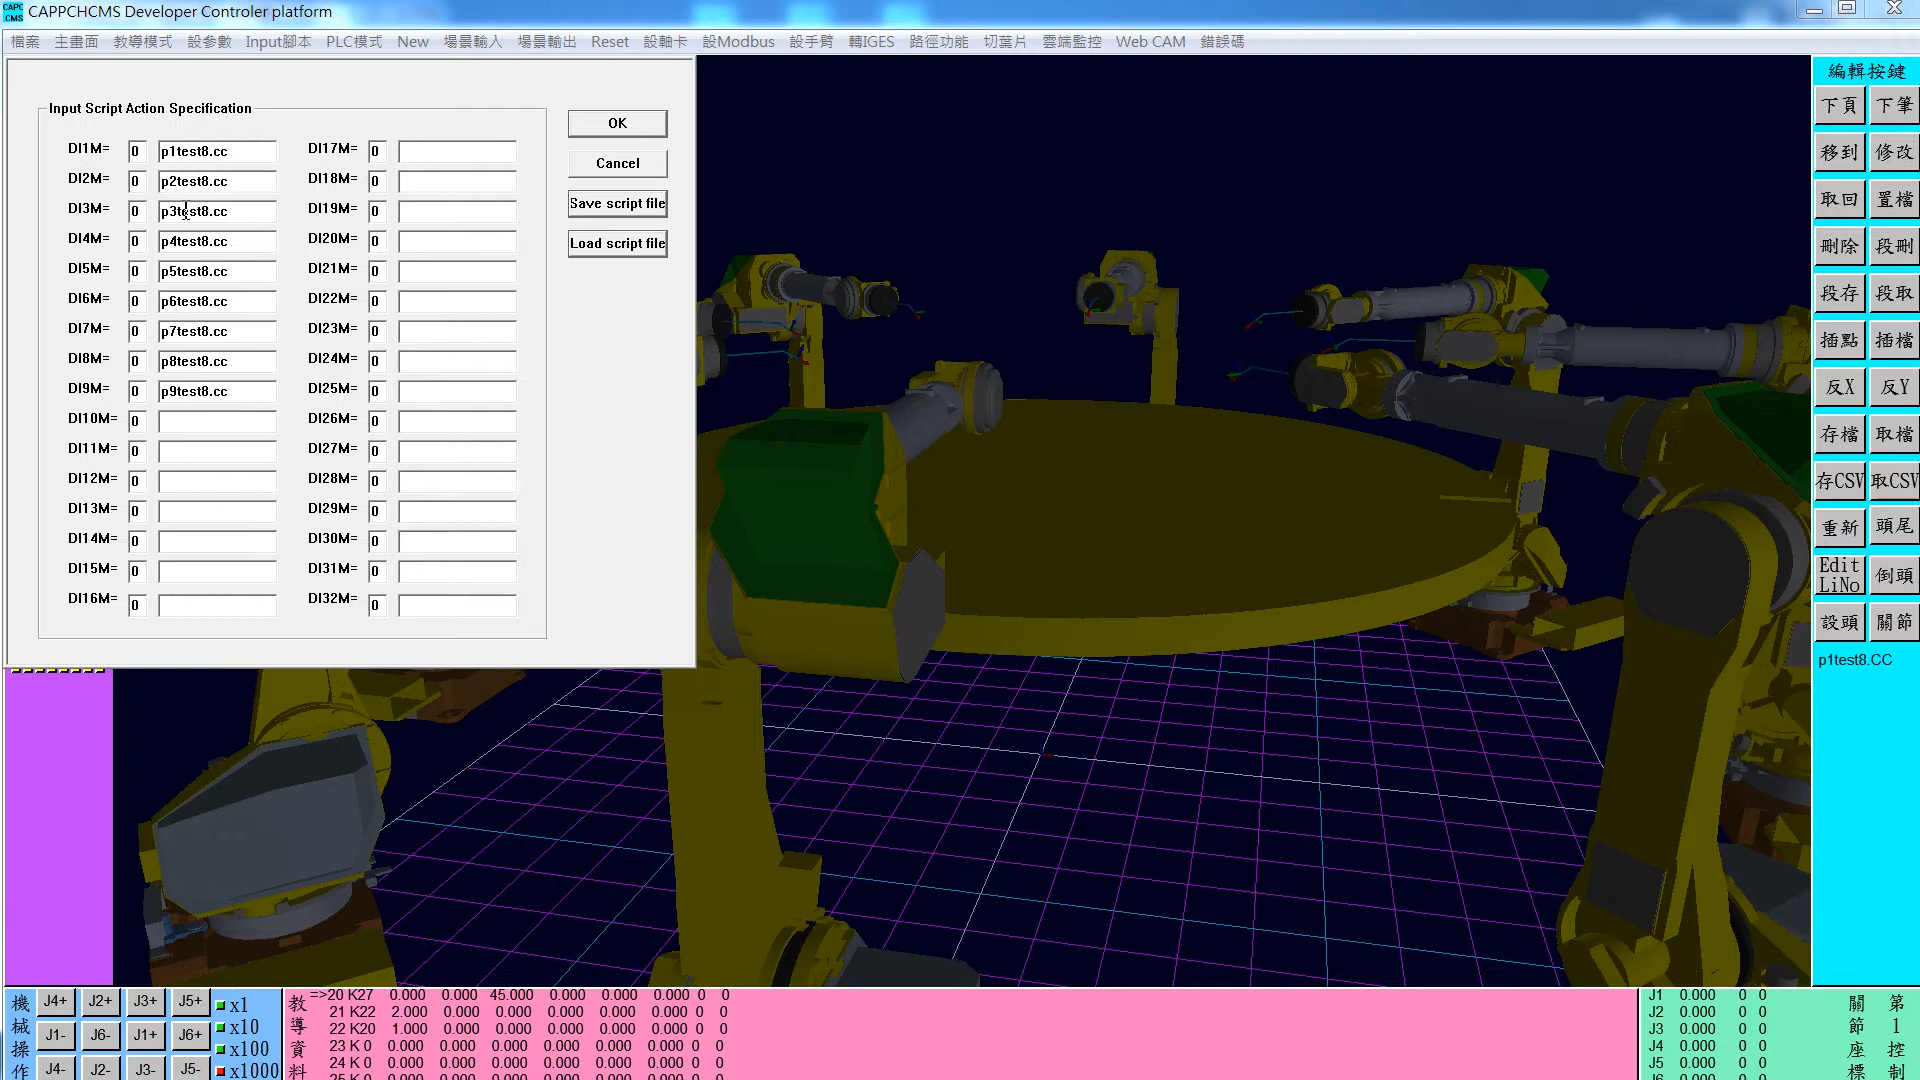 CAPPCHCMS Developer Controler platform
檔案 主畫面 教導模式 設參數 Input腳本 PLC模式 New 場景輸入 場景輸出 Reset 設軸卡 設Modbus 設手臂 轉IGES 路徑功能 切葉片 雲端監控 Web CAM 錯誤碼
Input Script Action Specification
DI1M= 0 p1test8.cc DI17M= 0
DI2M= 0 p2test8.cc DI18M= 0
DI3M= 0 p3test8.cc DI19M= 0
DI4M= 0 p4test8.cc DI20M= 0
DI5M= 0 p5test8.cc DI21M= 0
DI6M= 0 p6test8.cc DI22M= 0
DI7M= 0 p7test8.cc DI23M= 0
DI8M= 0 p8test8.cc DI24M= 0
DI9M= 0 p9test8.cc DI25M= 0
DI10M= 0 DI26M= 0
DI11M= 0 DI27M= 0
DI12M= 0 DI28M= 0
DI13M= 0 DI29M= 0
DI14M= 0 DI30M= 0
DI15M= 0 DI31M= 0
DI16M= 0 DI32M= 0
OK
Cancel
Save script file
Load script file
編輯按鍵
下頁 下筆
移到 修改
取回 置檔
刪除 段刪
段存 段取
插點 插檔
反X 反Y
存檔 取檔
存CSV 取CSV
重新 頭尾
Edit LiNo 倒頭
設頭 關節
p1test8.CC
機械操作
J4+ J2+ J3+ J5+
J1- J6- J1+ J6+
J4- J2- J3- J5-
x1
x10
x100
x1000
教導資料
=>20 K27 0.000 0.000 45.000 0.000 0.000 0.000 0 0
21 K22 2.000 0.000 0.000 0.000 0.000 0.000 0 0
22 K20 1.000 0.000 0.000 0.000 0.000 0.000 0 0
23 K 0 0.000 0.000 0.000 0.000 0.000 0.000 0 0
24 K 0 0.000 0.000 0.000 0.000 0.000 0.000 0 0
J1 0.000 0 0
J2 0.000 0 0
J3 0.000 0 0
J4 0.000 0 0
J5 0.000 0 0
關節座標
第1控制